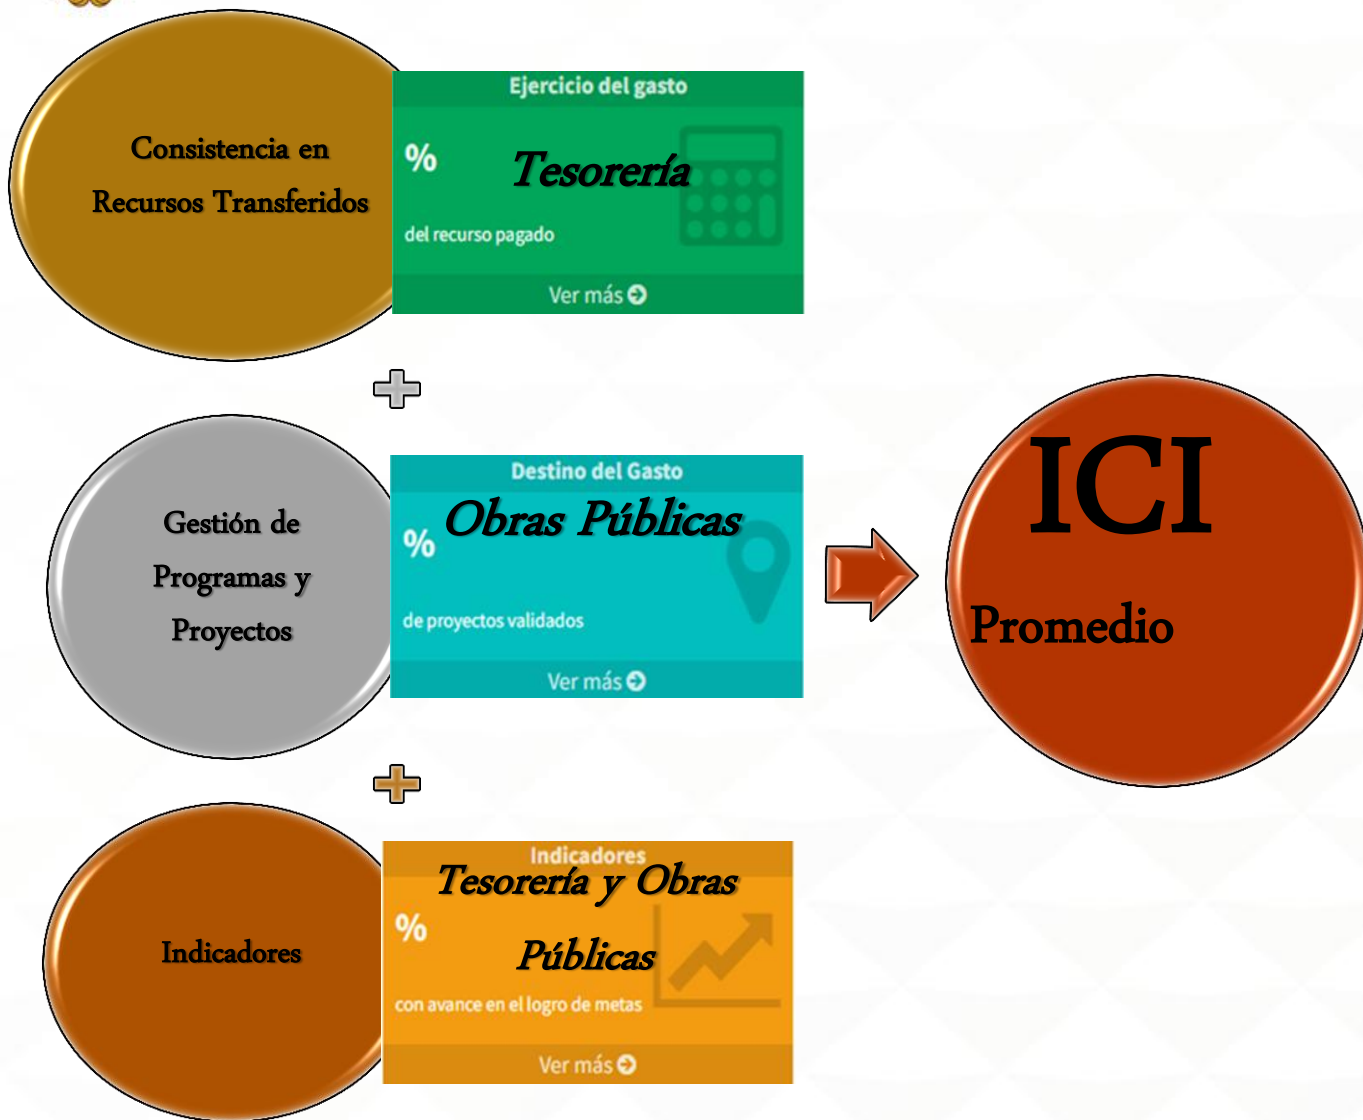 Consistencia en
Recursos Transferidos
Ejercicio del gasto
% Tesorería
del recurso pagado
Ver más
Gestión de
Programas y
Proyectos
Destino del Gasto
Obras Públicas
%
de proyectos validados
Ver más
Indicadores
Indicadores
Tesorería y Obras
%
Públicas
con avance en el logro de metas
Ver más
ICI
Promedio